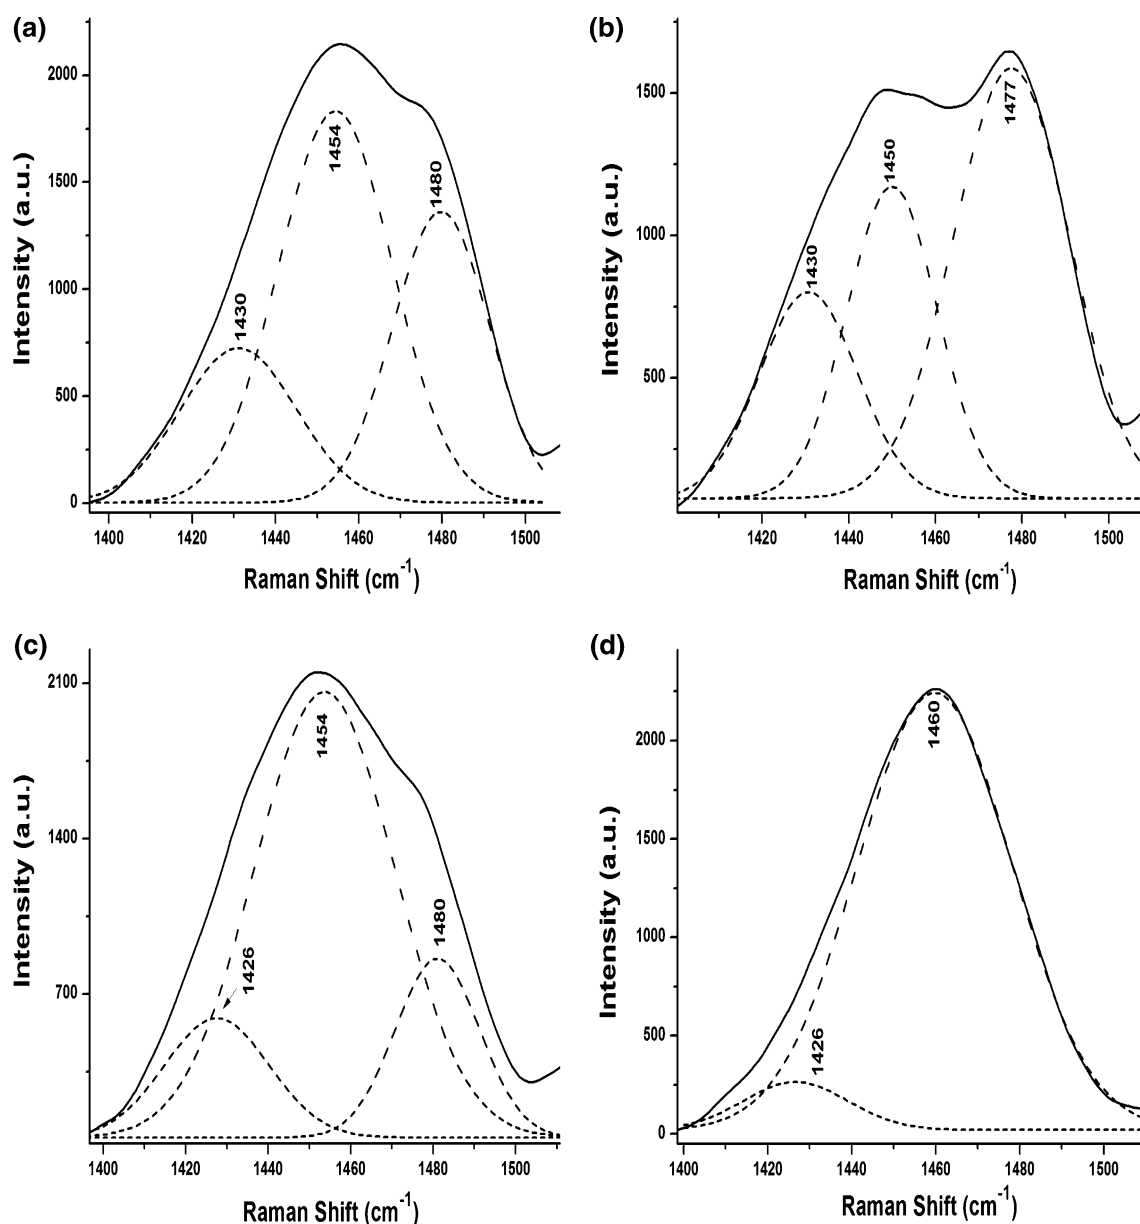 (a)
Intensity (a.u.)
2000
1500
1000
500
0
1430
1454
1480
1400 1420 1440 1460 1480 1500
Raman Shift (cm-1)
(b)
Intensity (a.u.)
1500
1000
500
1430
1450
1477
1420 1440 1460 1480 1500
Raman Shift (cm-1)
(c)
Intensity (a.u.)
2100
1400
700
1426
1454
1480
1400 1420 1440 1460 1480 1500
Raman Shift (cm-1)
(d)
Intensity (a.u.)
2000
1500
1000
500
0
1426
1460
1400 1420 1440 1460 1480 1500
Raman Shift (cm-1)